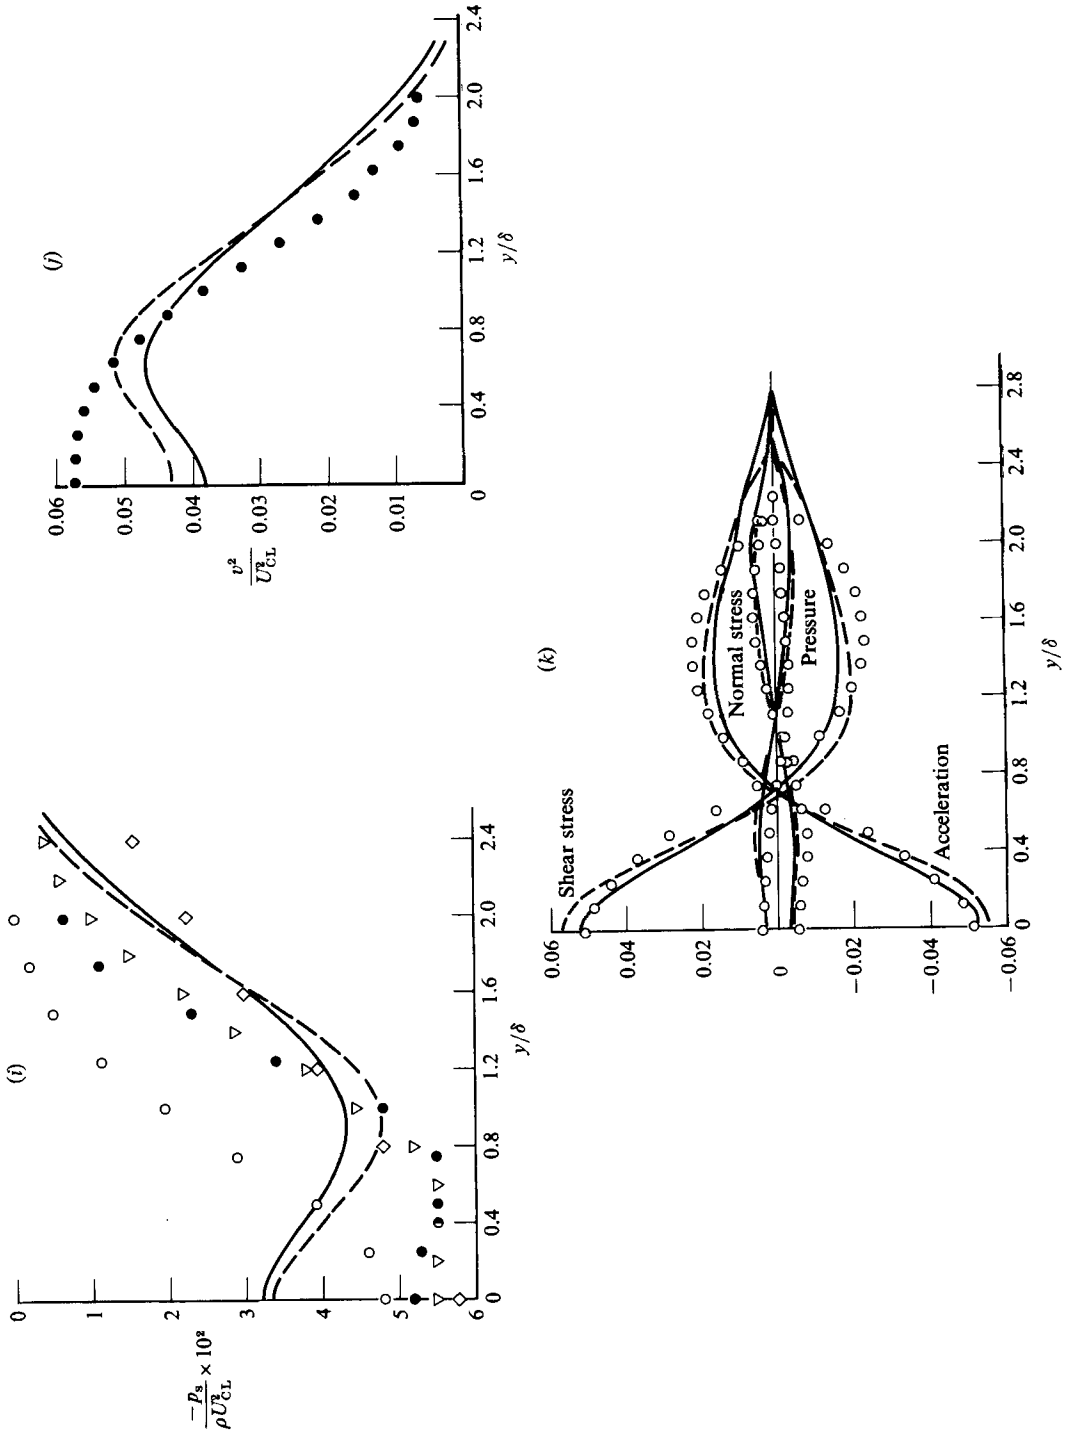 (i)
0
1
2
3
4
5
6
−p_s / ρU²_CL × 10²
0 0.4 0.8 1.2 1.6 2.0 2.4
y/δ
(j)
0.06
0.05
0.04
0.03
0.02
0.01
v² / U²_CL
0 0.4 0.8 1.2 1.6 2.0 2.4
y/δ
(k)
0.06
0.04
0.02
0
−0.02
−0.04
−0.06
Shear stress
Normal stress
Pressure
Acceleration
0 0.4 0.8 1.2 1.6 2.0 2.4 2.8
y/δ